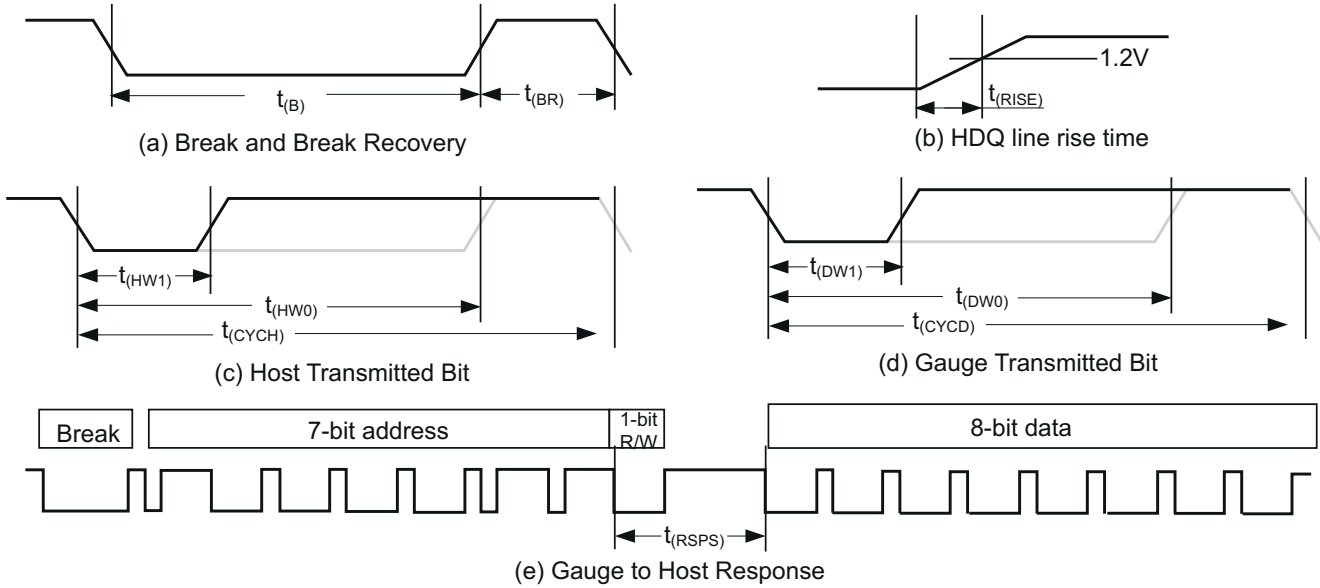 t(B)
t(BR)
(a) Break and Break Recovery
1.2V
t(RISE)
(b) HDQ line rise time
t(HW1)
t(HW0)
t(CYCH)
(c) Host Transmitted Bit
t(DW1)
t(DW0)
t(CYCD)
(d) Gauge Transmitted Bit
Break
7-bit address
1-bit
R/W
8-bit data
t(RSPS)
(e) Gauge to Host Response